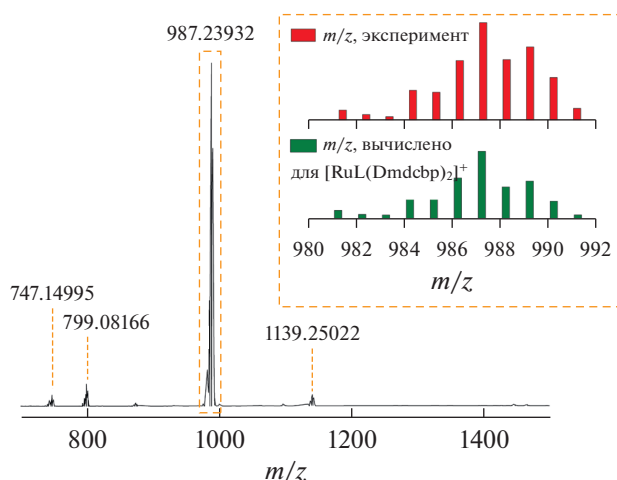 987.23932
m/z, эксперимент
m/z, вычислено
для [RuL(Dmdcbp)₂]⁺
980 982 984 986 988 990 992
m/z
747.14995
799.08166
1139.25022
800 1000 1200 1400
m/z